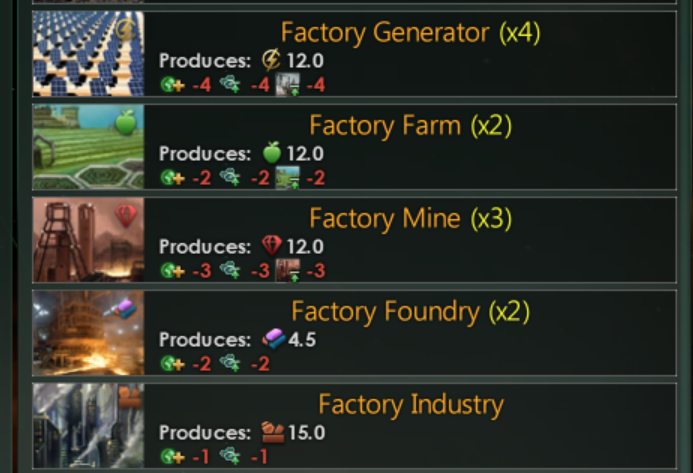 Factory Generator (x4)
Produces: 12.0
-4 -4 -4
Factory Farm (x2)
Produces: 12.0
-2 -2 -2
Factory Mine (x3)
Produces: 12.0
-3 -3 -3
Factory Foundry (x2)
Produces: 4.5
-2 -2
Factory Industry
Produces: 15.0
-1 -1